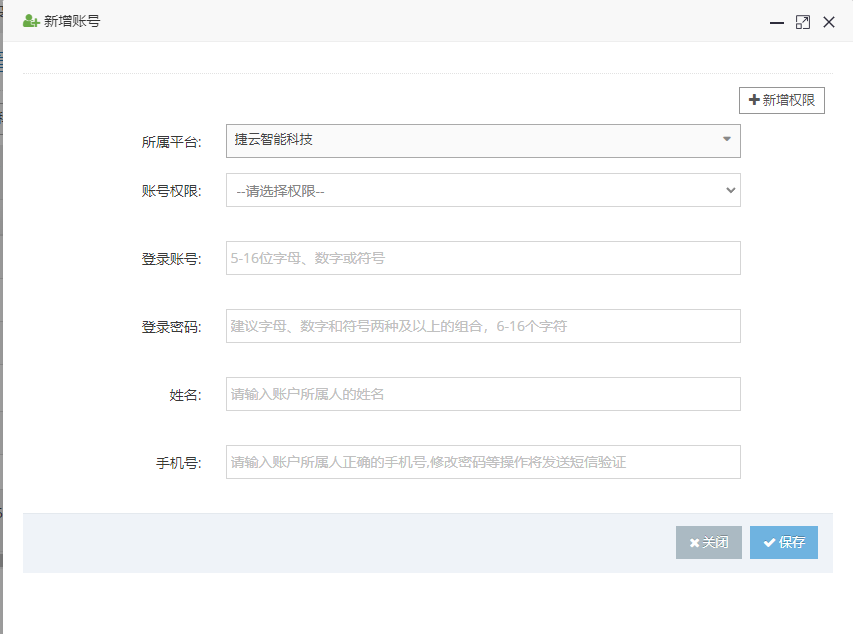 新增账号
新增权限
所属平台: 捷云智能科技
账号权限: --请选择权限--
登录账号: 5-16位字母、数字或符号
登录密码: 建议字母、数字和符号两种及以上的组合，6-16个字符
姓名: 请输入账户所属人的姓名
手机号: 请输入账户所属人正确的手机号,修改密码等操作将发送短信验证
关闭 保存